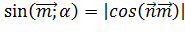 sin(m⃗;α) = |cos(n⃗m⃗)|